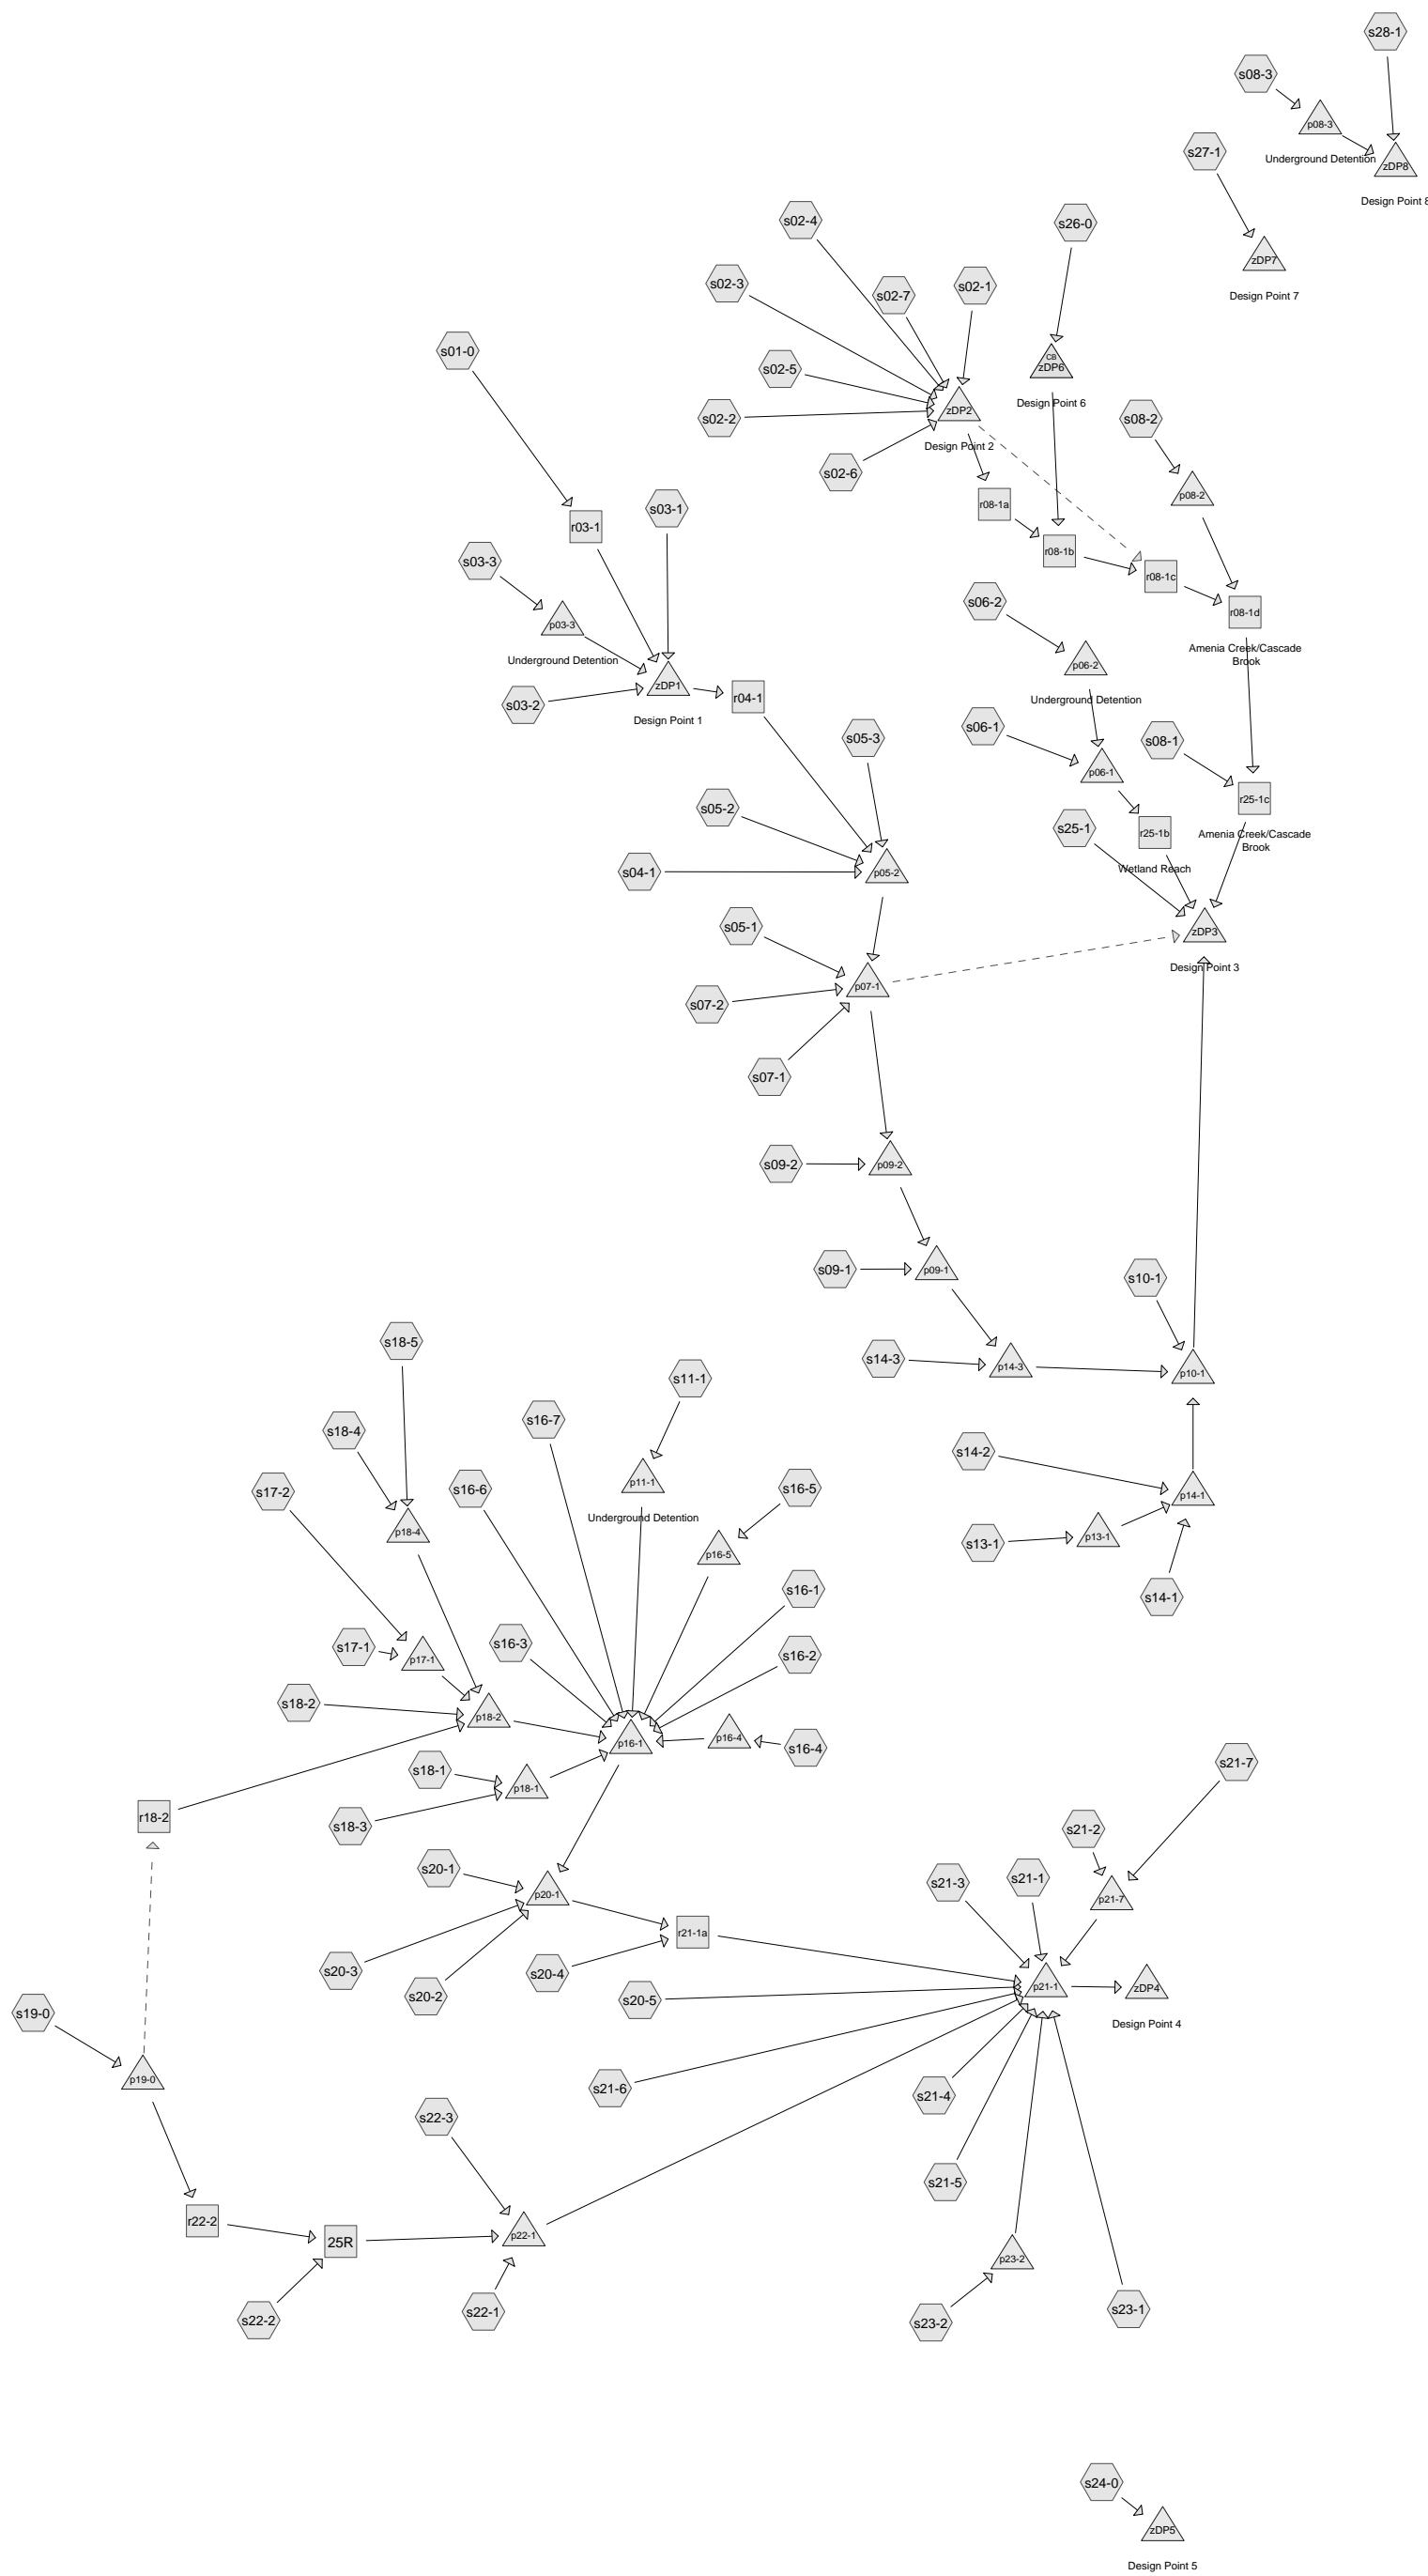 s28-1
s08-3
p08-3
Underground Detention
zDP8
Design Point 8
s27-1
zDP7
Design Point 7
s02-4
s26-0
s02-3
s02-7
s02-1
s01-0
CB
zDP6
Design Point 6
s02-5
s02-2
zDP2
Design Point 2
s08-2
s02-6
p08-2
r08-1a
s03-1
r03-1
r08-1b
s03-3
r08-1c
s06-2
r08-1d
Amenia Creek/Cascade
Brook
p03-3
Underground Detention
p06-2
Underground Detention
zDP1
Design Point 1
s03-2
r04-1
s06-1
s05-3
s08-1
p06-1
r25-1c
Amenia Creek/Cascade
Brook
s05-2
s25-1
r25-1b
Wetland Reach
s04-1
p05-2
s05-1
zDP3
Design Point 3
p07-1
s07-2
s07-1
s09-2
p09-2
s09-1
p09-1
s10-1
s18-5
s14-3
p14-3
p10-1
s11-1
s16-7
s18-4
s14-2
p11-1
Underground Detention
s17-2
s16-6
s16-5
p14-1
p18-4
p13-1
s13-1
p16-5
s16-1
s14-1
s16-3
s17-1
p17-1
s16-2
s18-2
p18-2
p16-1
p16-4
s16-4
s21-7
s18-1
p18-1
r18-2
s18-3
s21-2
s20-1
s21-3
s21-1
p20-1
p21-7
r21-1a
s20-3
s20-4
s20-2
s20-5
p21-1
zDP4
Design Point 4
s19-0
p19-0
s21-6
s21-4
s22-3
s21-5
r22-2
25R
p22-1
p23-2
s22-2
s22-1
s23-2
s23-1
s24-0
zDP5
Design Point 5